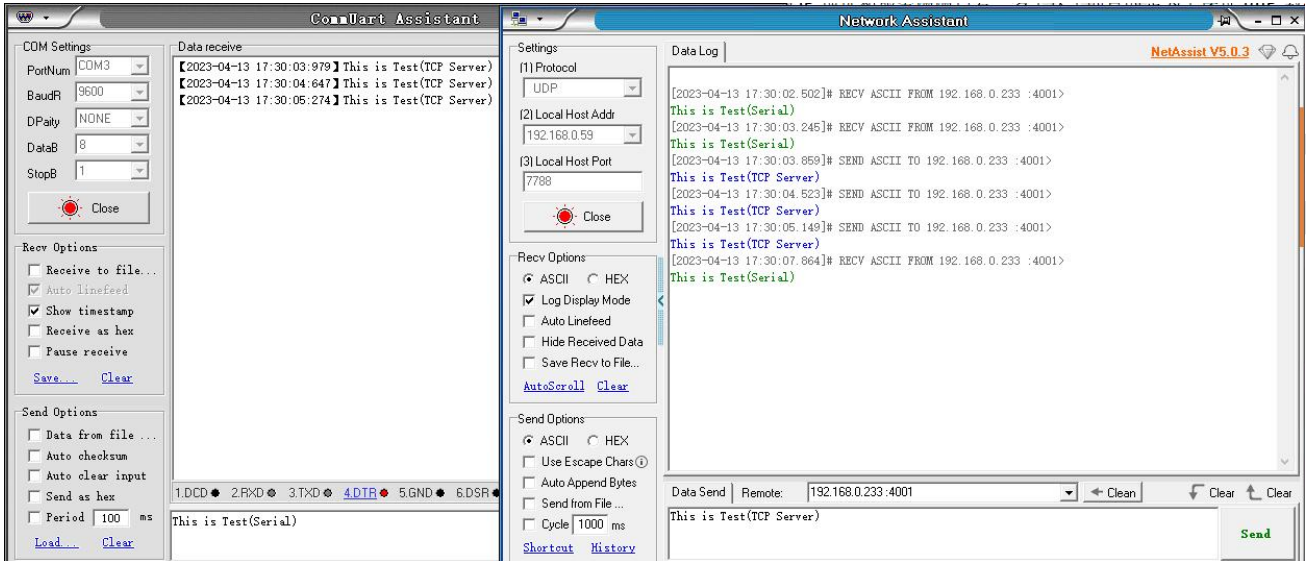 CommUart Assistant
COM Settings
PortNum COM3
BaudR 9600
DPaity NONE
DataB 8
StopB 1
Close
Recv Options
Receive to file...
Auto linefeed
Show timestamp
Receive as hex
Pause receive
Save... Clear
Send Options
Data from file ...
Auto checksum
Auto clear input
Send as hex
Period 100 ms
Load... Clear
Data receive
【2023-04-13 17:30:03:979】This is Test(TCP Server)
【2023-04-13 17:30:04:647】This is Test(TCP Server)
【2023-04-13 17:30:05:274】This is Test(TCP Server)
1.DCD 2.RXD 3.TXD 4.DTR 5.GND 6.DSR
This is Test(Serial)
Network Assistant
Settings
(1) Protocol
UDP
(2) Local Host Addr
192.168.0.59
(3) Local Host Port
7788
Close
Recv Options
ASCII HEX
Log Display Mode
Auto Linefeed
Hide Received Data
Save Recv to File...
AutoScroll Clear
Send Options
ASCII HEX
Use Escape Chars
Auto Append Bytes
Send from File ...
Cycle 1000 ms
Shortcut History
Data Log
NetAssist V5.0.3
[2023-04-13 17:30:02.502]# RECV ASCII FROM 192.168.0.233 :4001>
This is Test(Serial)
[2023-04-13 17:30:03.245]# RECV ASCII FROM 192.168.0.233 :4001>
This is Test(Serial)
[2023-04-13 17:30:03.859]# SEND ASCII TO 192.168.0.233 :4001>
This is Test(TCP Server)
[2023-04-13 17:30:04.523]# SEND ASCII TO 192.168.0.233 :4001>
This is Test(TCP Server)
[2023-04-13 17:30:05.149]# SEND ASCII TO 192.168.0.233 :4001>
This is Test(TCP Server)
[2023-04-13 17:30:07.864]# RECV ASCII FROM 192.168.0.233 :4001>
This is Test(Serial)
Data Send Remote: 192.168.0.233:4001 Clean Clear Clear
This is Test(TCP Server)
Send